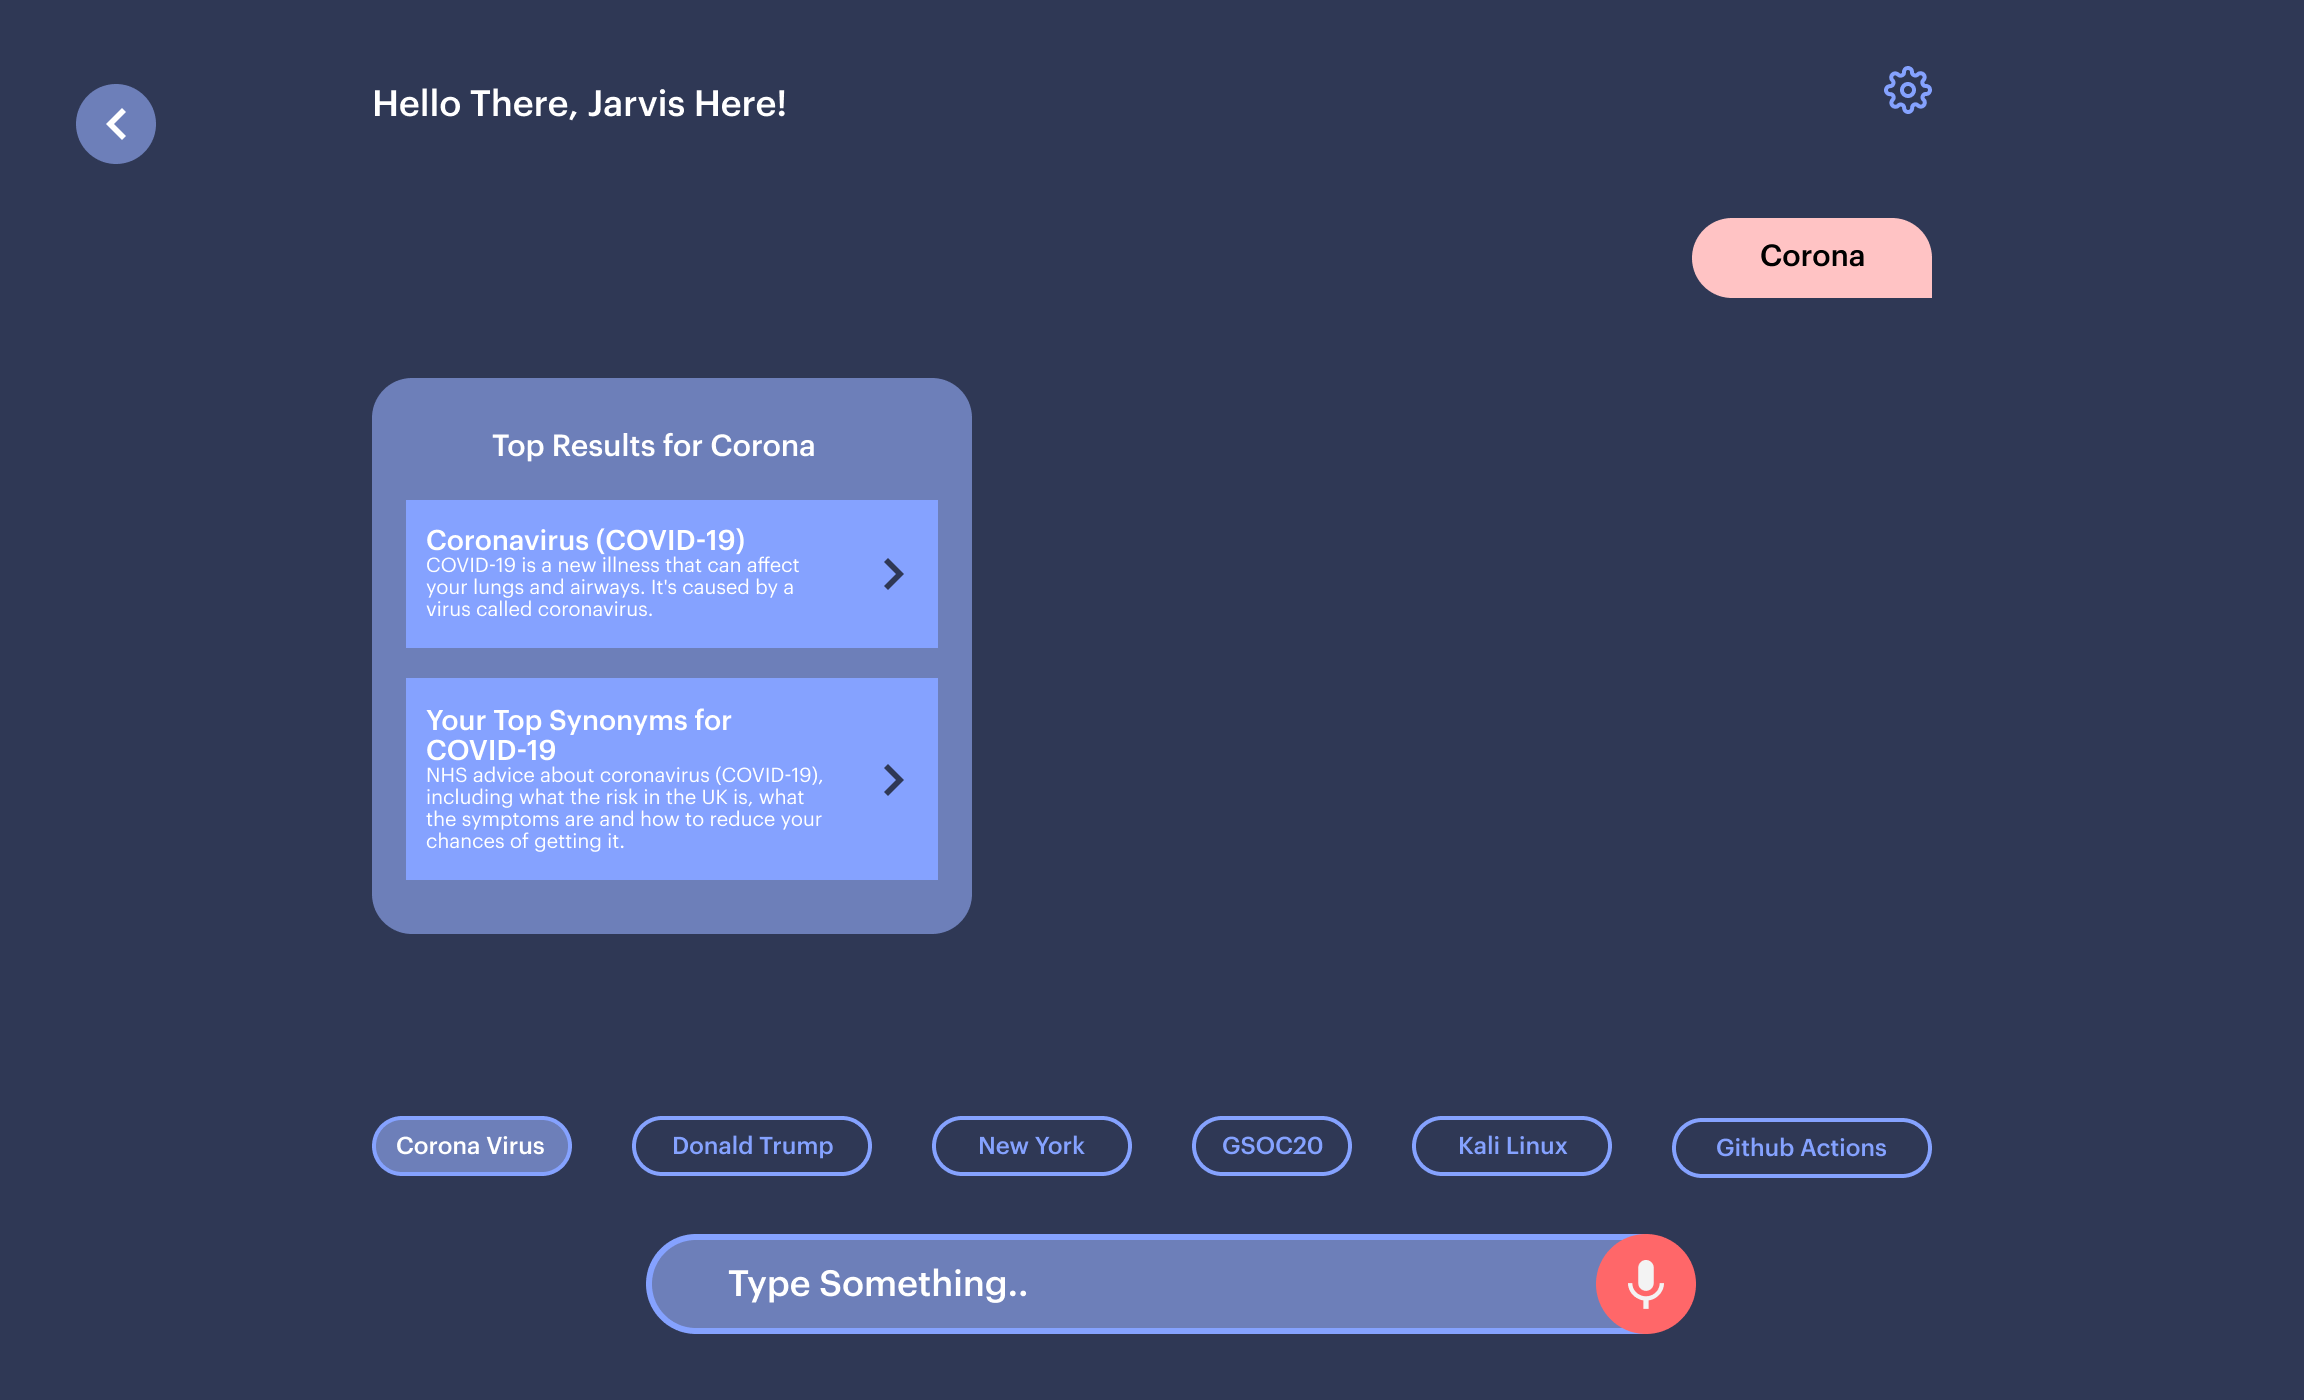 Hello There, Jarvis Here!
Corona
Top Results for Corona
Coronavirus (COVID-19)
COVID-19 is a new illness that can affect
your lungs and airways. It's caused by a
virus called coronavirus.
Your Top Synonyms for
COVID-19
NHS advice about coronavirus (COVID-19),
including what the risk in the UK is, what
the symptoms are and how to reduce your
chances of getting it.
Corona Virus
Donald Trump
New York
GSOC20
Kali Linux
Github Actions
Type Something..